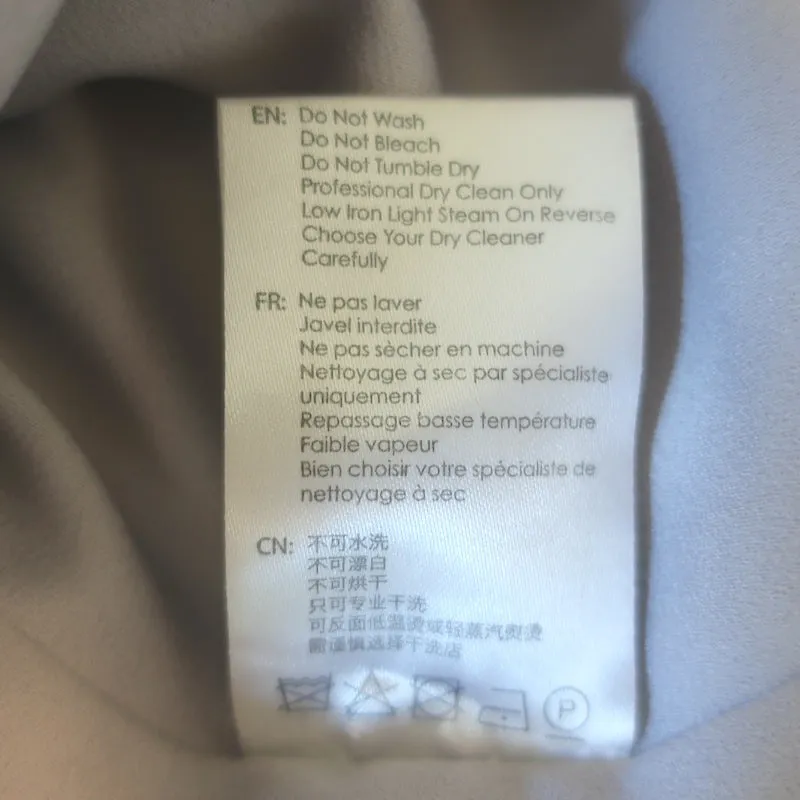 EN: Do Not Wash
Do Not Bleach
Do Not Tumble Dry
Professional Dry Clean Only
Low Iron Light Steam On Reverse
Choose Your Dry Cleaner
Carefully
FR: Ne pas laver
Javel interdite
Ne pas sècher en machine
Nettoyage à sec par spécialiste
uniquement
Repassage basse température
Faible vapeur
Bien choisir votre spécialiste de
nettoyage à sec
CN: 不可水洗
不可漂白
不可烘干
只可专业干洗
可反面低温烫或轻蒸汽熨烫
需谨慎选择干洗店
P